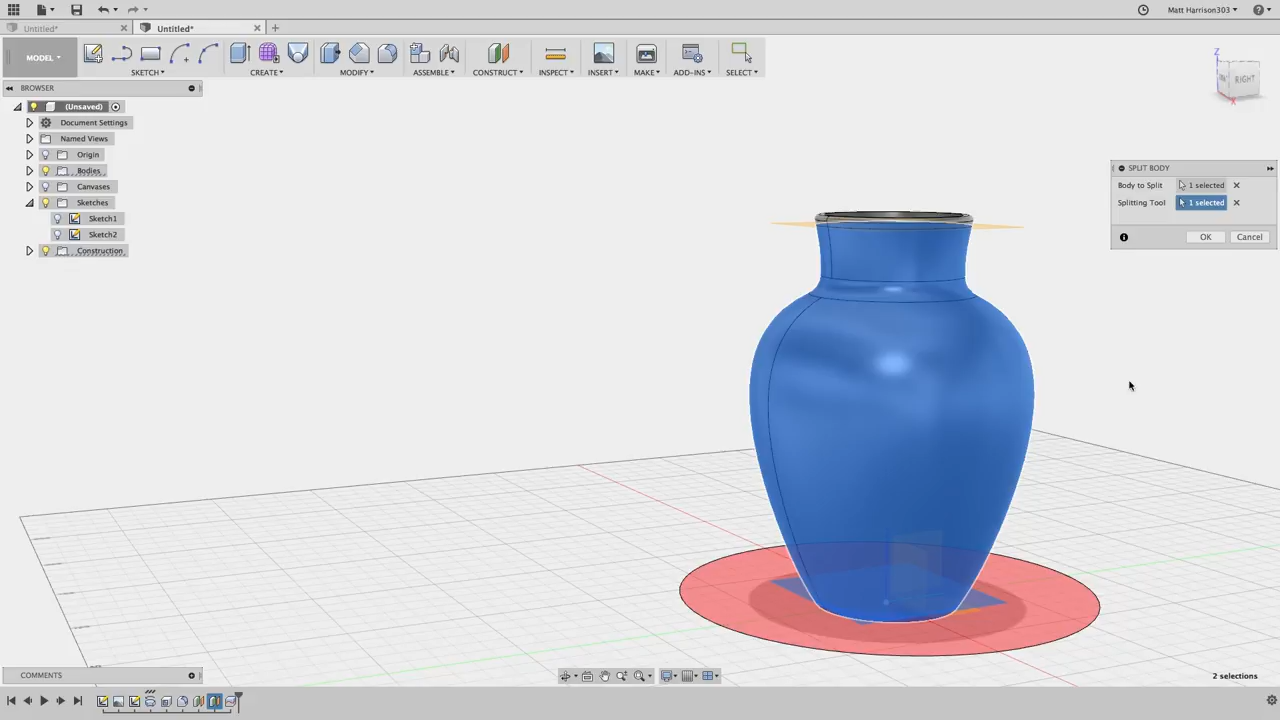 Matt Harrison303
Untitled*
Untitled*
MODEL
SKETCH
CREATE
MODIFY
ASSEMBLE
CONSTRUCT
INSPECT
INSERT
MAKE
ADD-INS
SELECT
Z
RIGHT
X
BROWSER
(Unsaved)
Document Settings
Named Views
Origin
Bodies
Canvases
Sketches
Sketch1
Sketch2
Construction
SPLIT BODY
Body to Split 1 selected
Splitting Tool 1 selected
OK Cancel
COMMENTS
2 selections